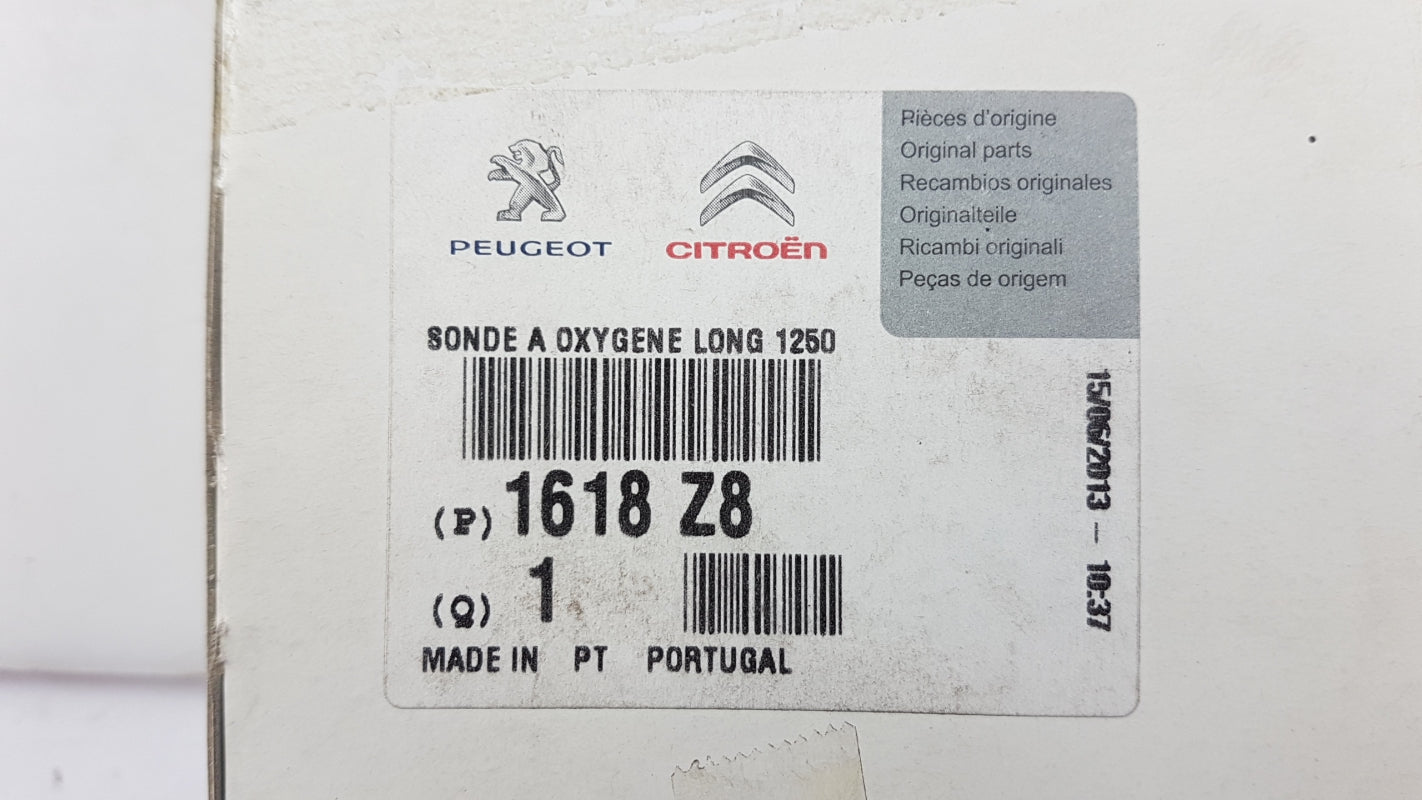 PEUGEOT
CITROËN
Pièces d'origine
Original parts
Recambios originales
Originalteile
Ricambi originali
Peças de origem
SONDE A OXYGENE LONG 1250
(P) 1618 Z8
(Q) 1
MADE IN PT PORTUGAL
15/06/2013 - 10:37